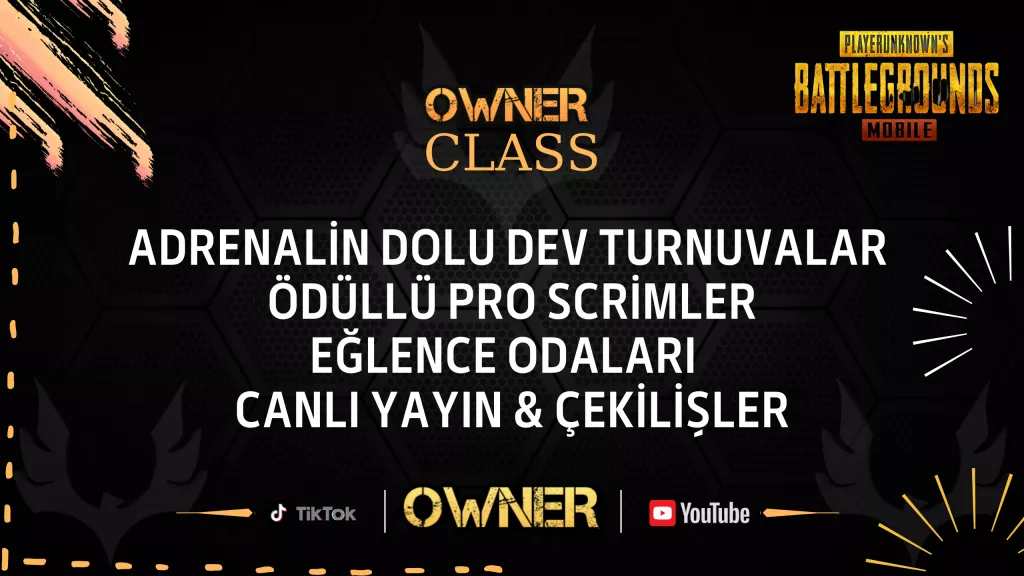 PLAYERUNKNOWN'S
BATTLEGROUNDS
MOBILE
OWNER
CLASS
ADRENALİN DOLU DEV TURNUVALAR
ÖDÜLLÜ PRO SCRİMLER
EĞLENCE ODALARI
CANLI YAYIN & ÇEKİLİŞLER
TikTok
OWNER
YouTube